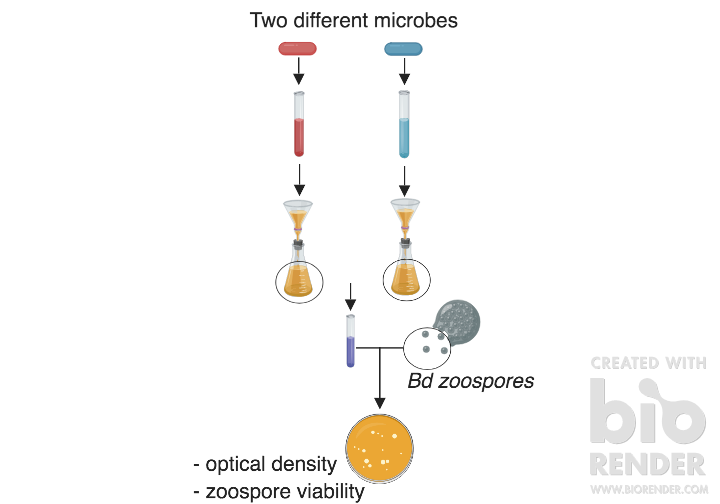 Two different microbes
Bd zoospores
- optical density
- zoospore viability
CREATED WITH
bio
RENDER
WWW.BIORENDER.COM